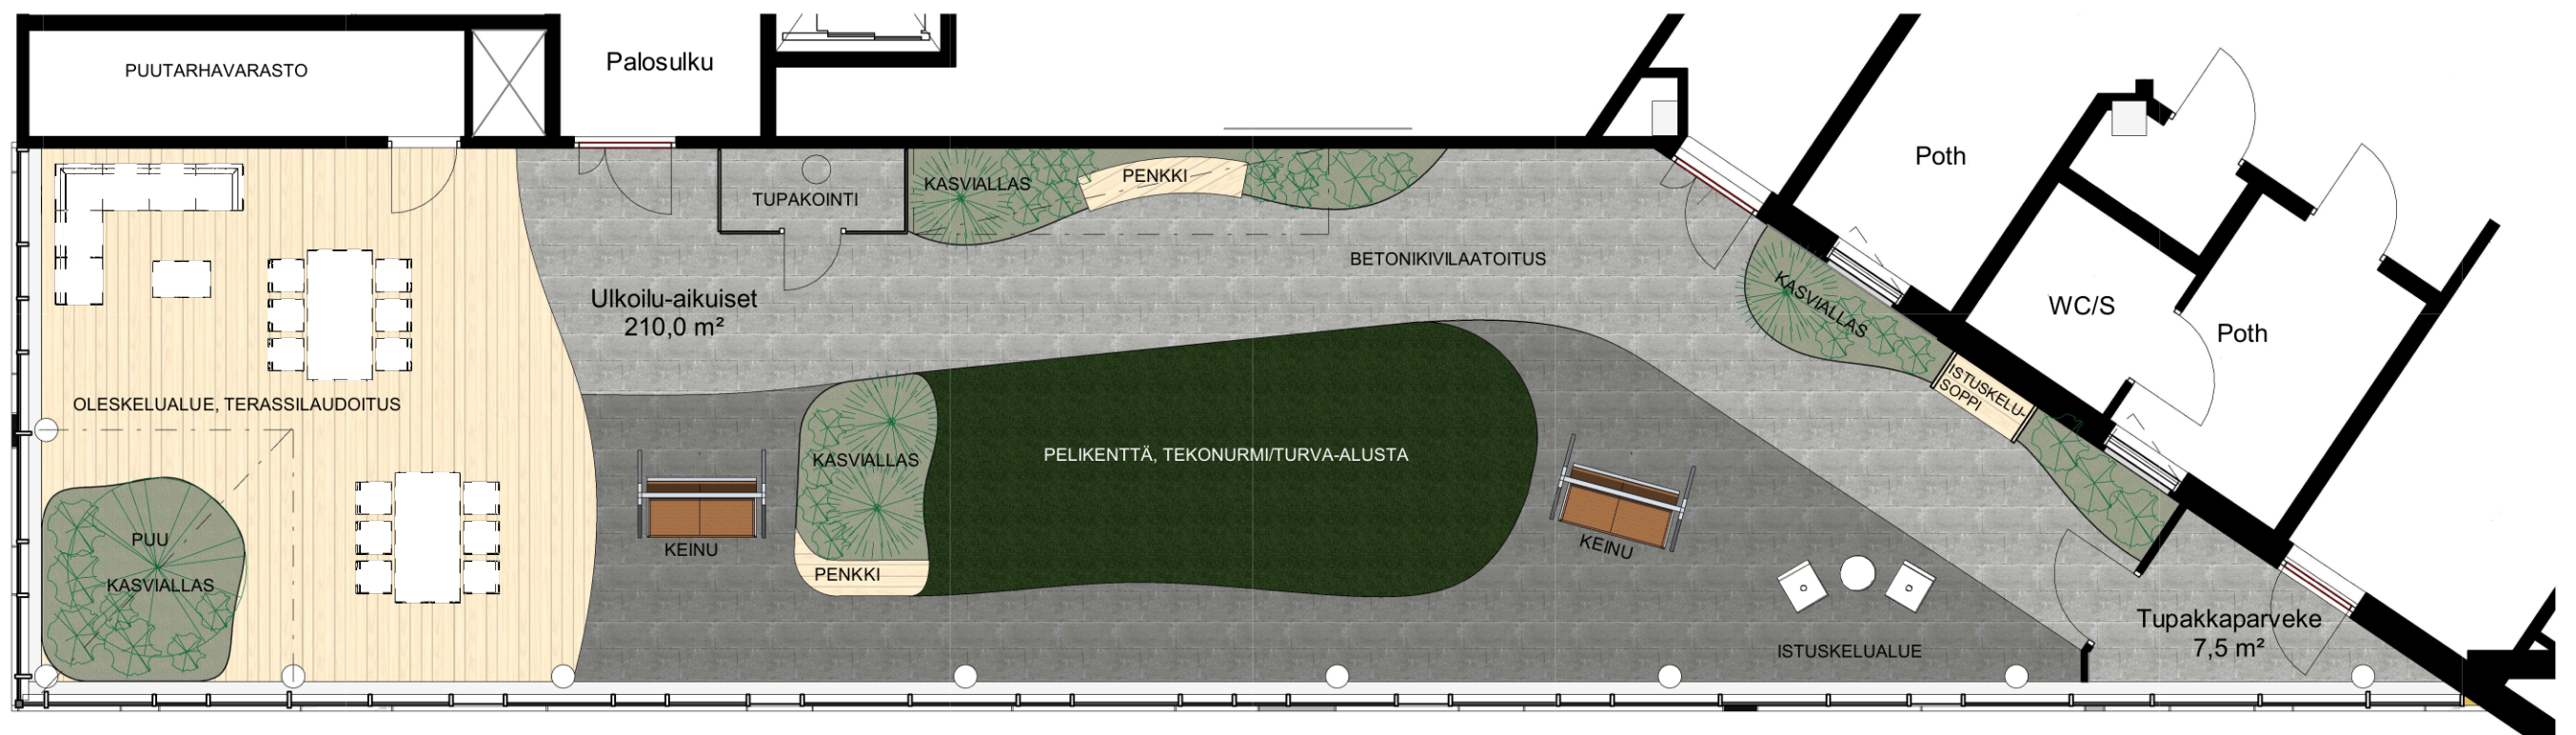 PUUTARHAVARASTO
Palosulku
Poth
TUPAKOINTI
KASVIALLAS
PENKKI
BETONIKIVILAATOITUS
Ulkoilu-aikuiset
210,0 m²
KASVIALLAS
WC/S
Poth
ISTUSKELU-
SOPPI
OLESKELUALUE, TERASSILAUDOITUS
KASVIALLAS
PELIKENTTÄ, TEKONURMI/TURVA-ALUSTA
PUU
KASVIALLAS
KEINU
PENKKI
KEINU
ISTUSKELUALUE
Tupakkaparveke
7,5 m²